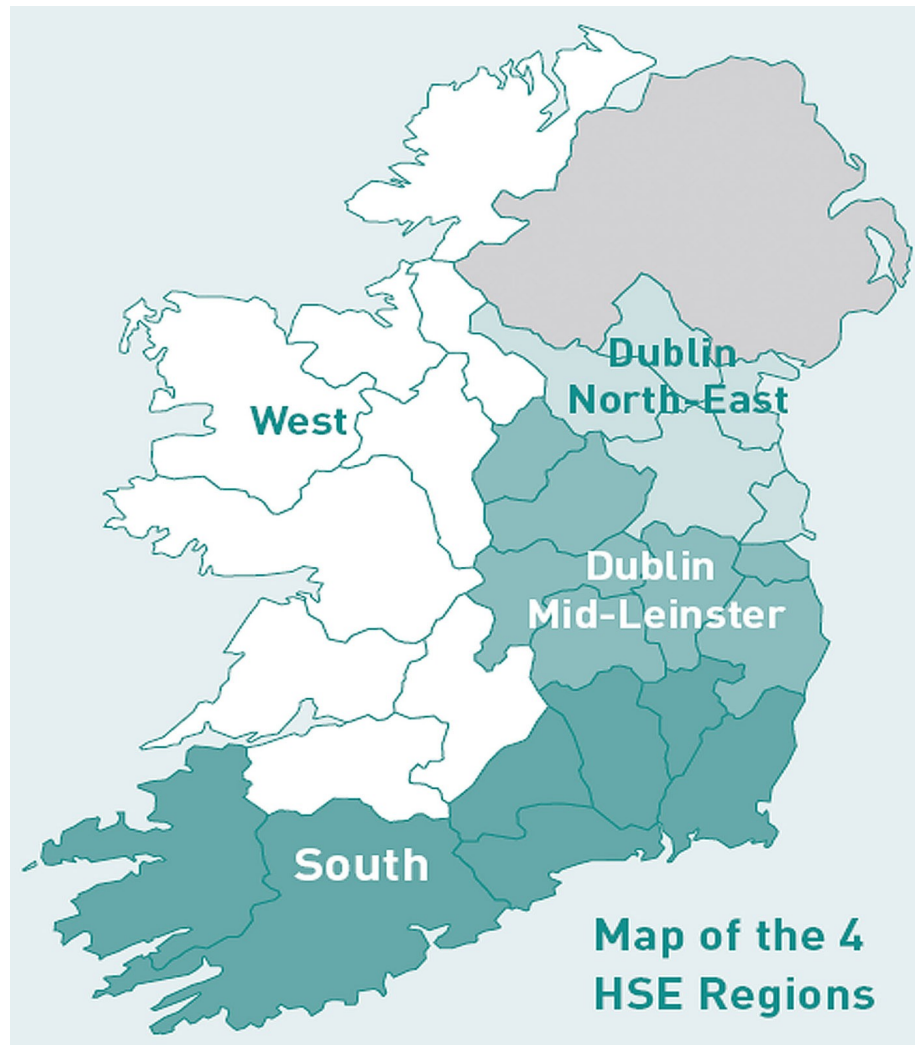 Dublin
North-East
West
Dublin
Mid-Leinster
South
Map of the 4
HSE Regions